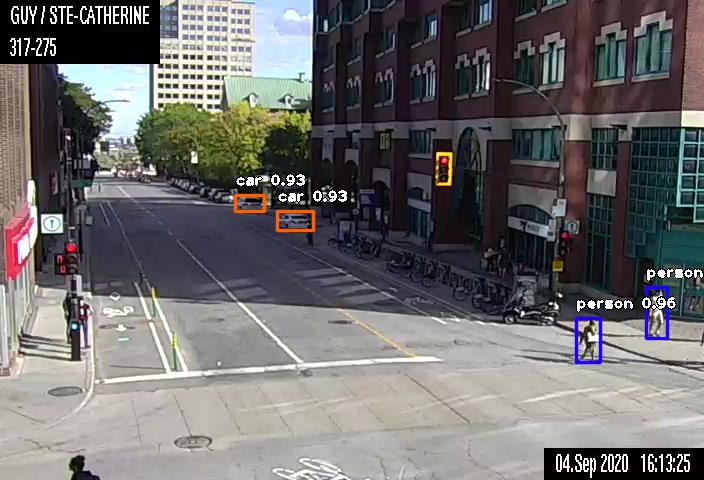 GUY / STE-CATHERINE
317-275
car 0.93
car 0.93
person
person 0.96
04.Sep 2020 16:13:25